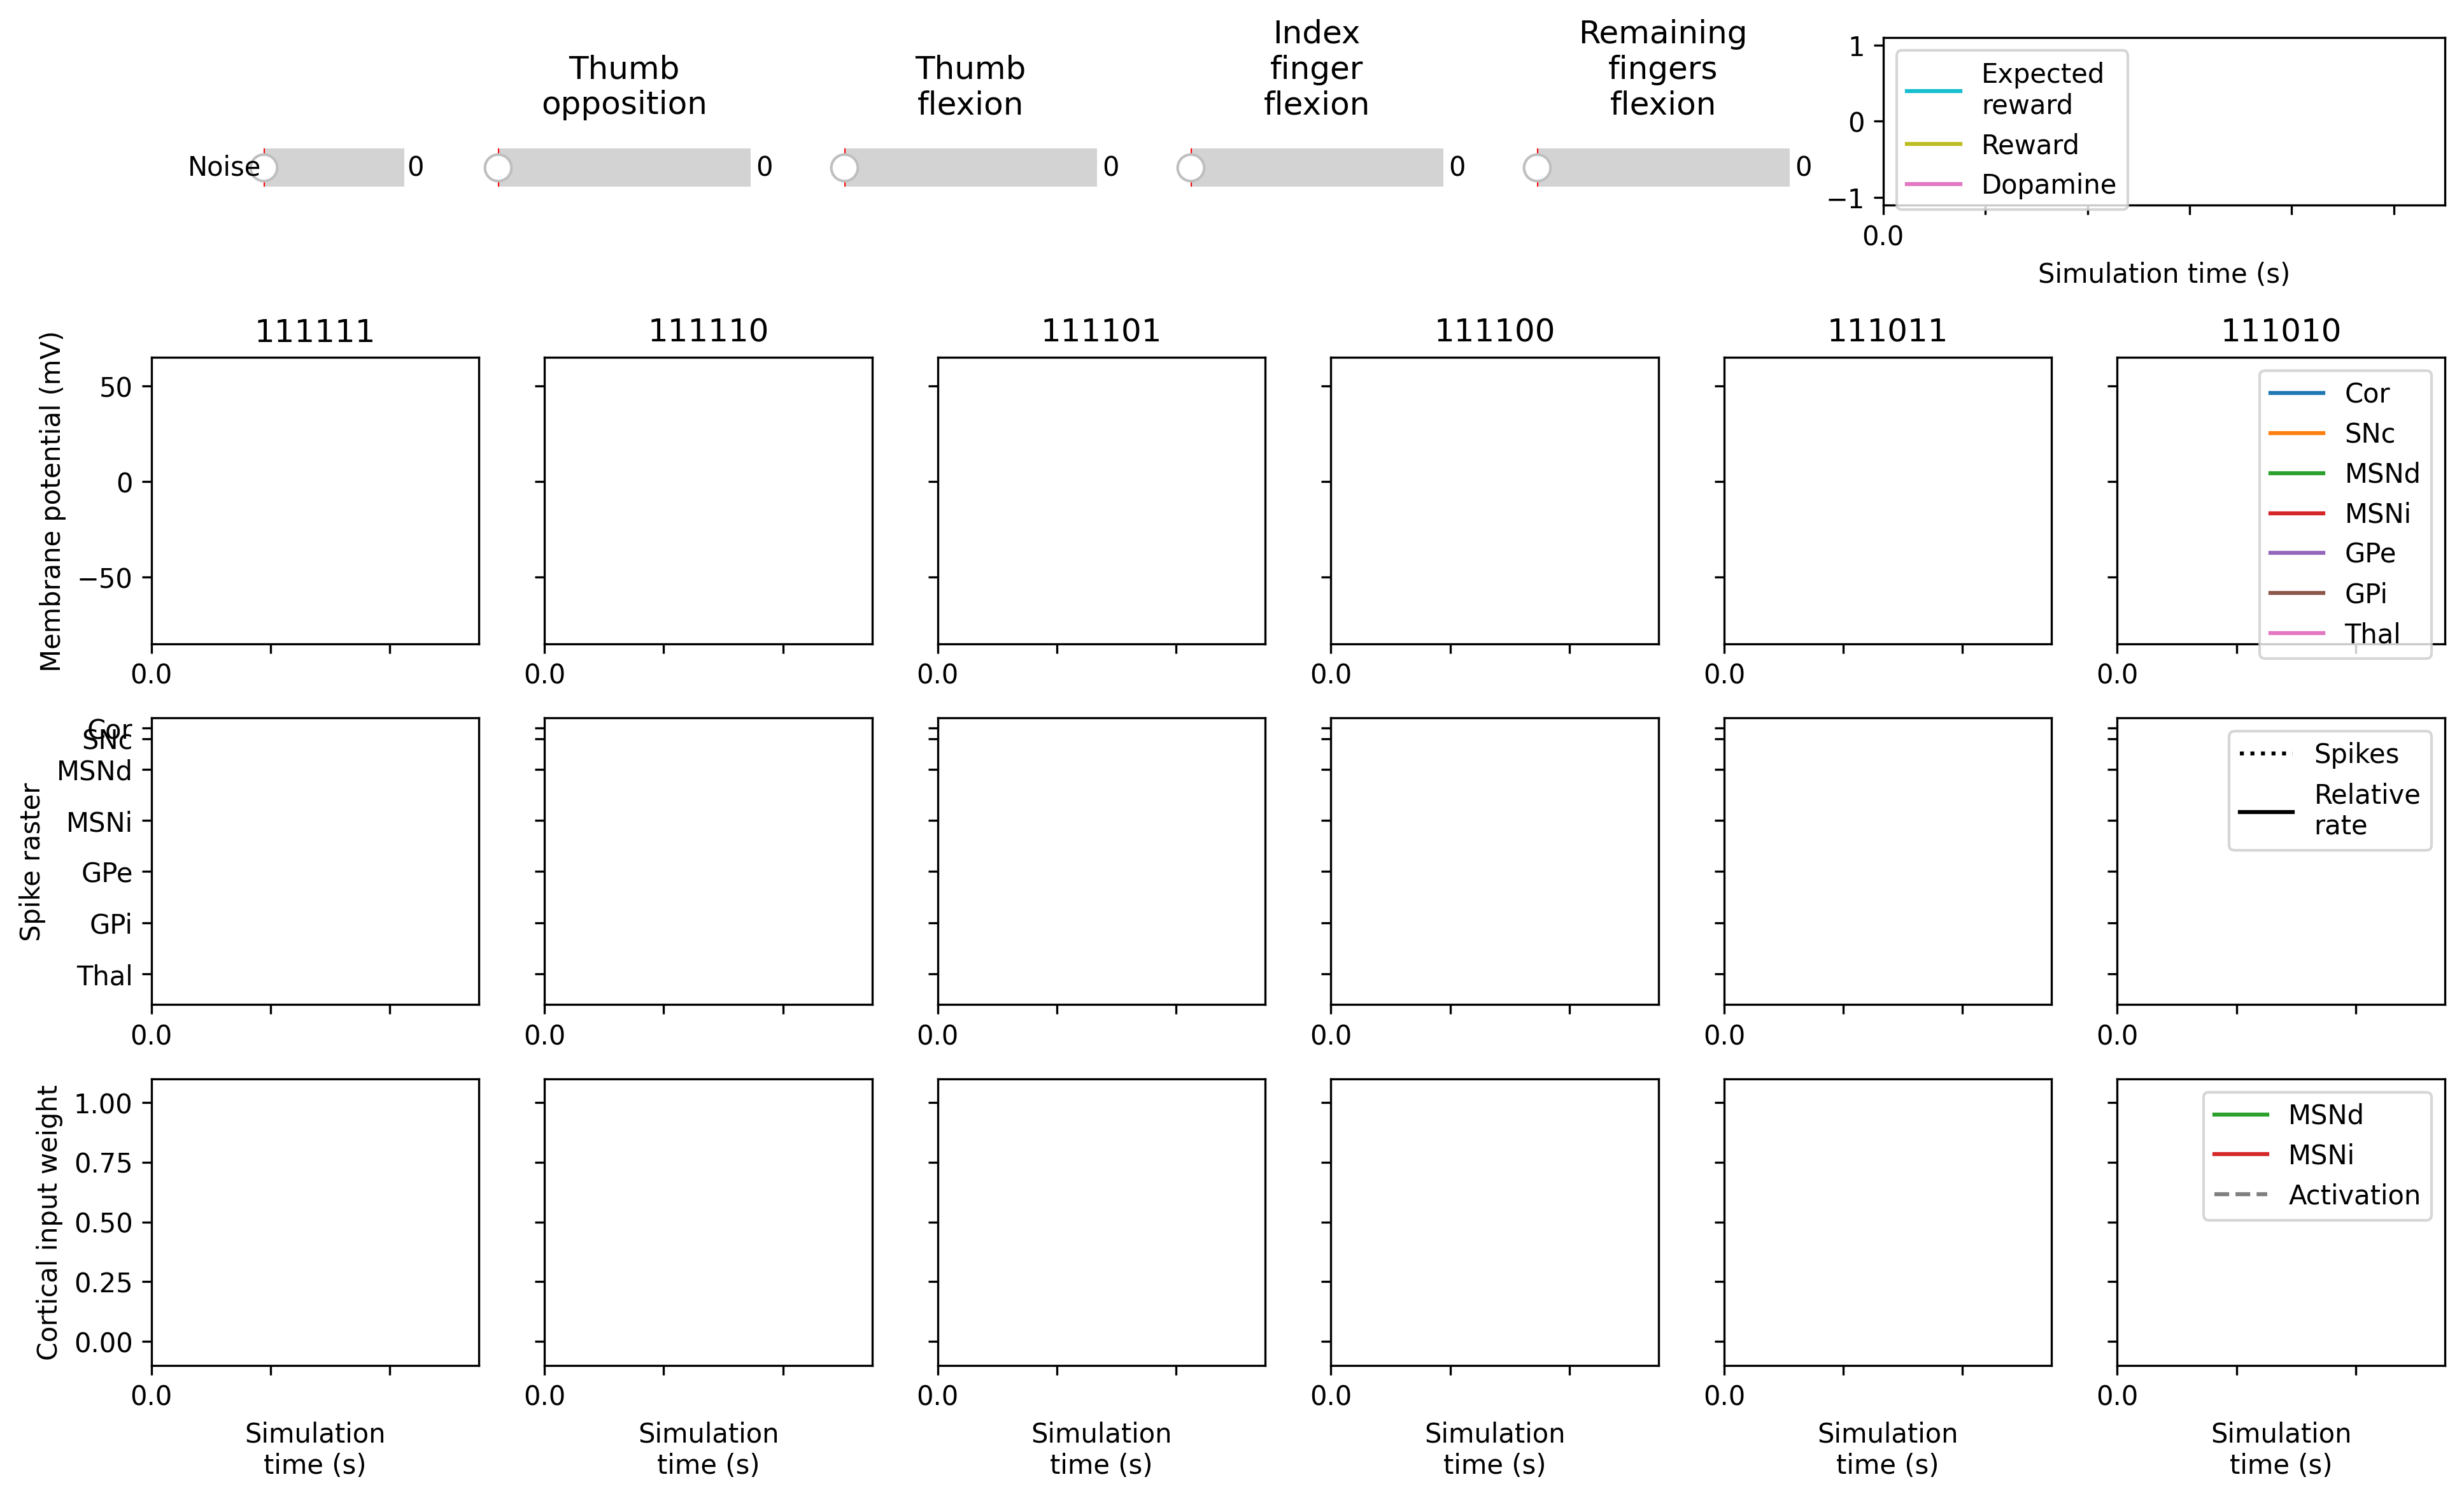 Thumb
opposition
Thumb
flexion
Index
finger
flexion
Remaining
fingers
flexion
Noise
0
0
0
0
0
1
0
−1
Expected
reward
Reward
Dopamine
0.0
Simulation time (s)
111111
111110
111101
111100
111011
111010
Membrane potential (mV)
50
0
−50
Cor
SNc
MSNd
MSNi
GPe
GPi
Thal
0.0
0.0
0.0
0.0
0.0
0.0
Spike raster
Cor
SNc
MSNd
MSNi
GPe
GPi
Thal
Spikes
Relative
rate
0.0
0.0
0.0
0.0
0.0
0.0
Cortical input weight
1.00
0.75
0.50
0.25
0.00
MSNd
MSNi
Activation
0.0
0.0
0.0
0.0
0.0
0.0
Simulation
time (s)
Simulation
time (s)
Simulation
time (s)
Simulation
time (s)
Simulation
time (s)
Simulation
time (s)